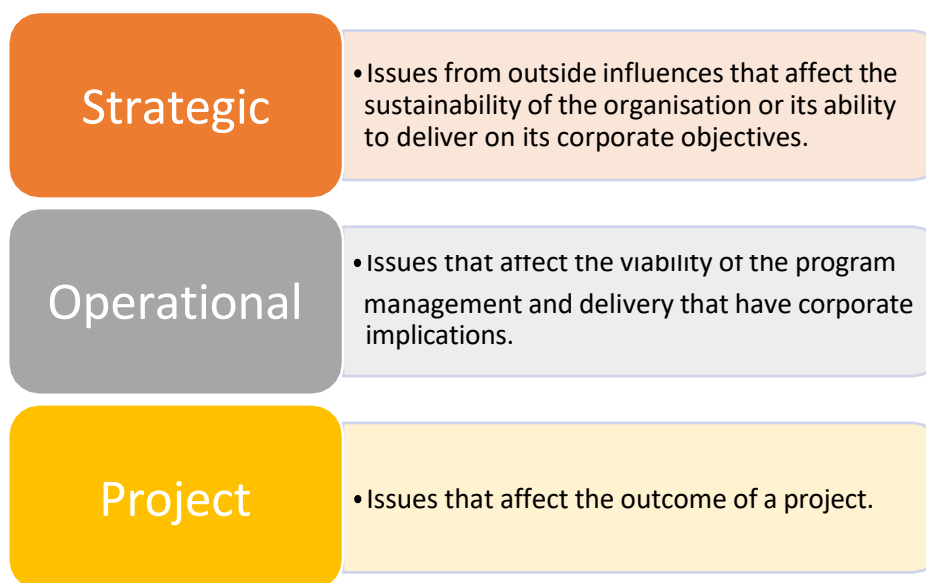 Strategic
• Issues from outside influences that affect the
sustainability of the organisation or its ability
to deliver on its corporate objectives.
Operational
• Issues that affect the viability of the program
management and delivery that have corporate
implications.
Project
• Issues that affect the outcome of a project.